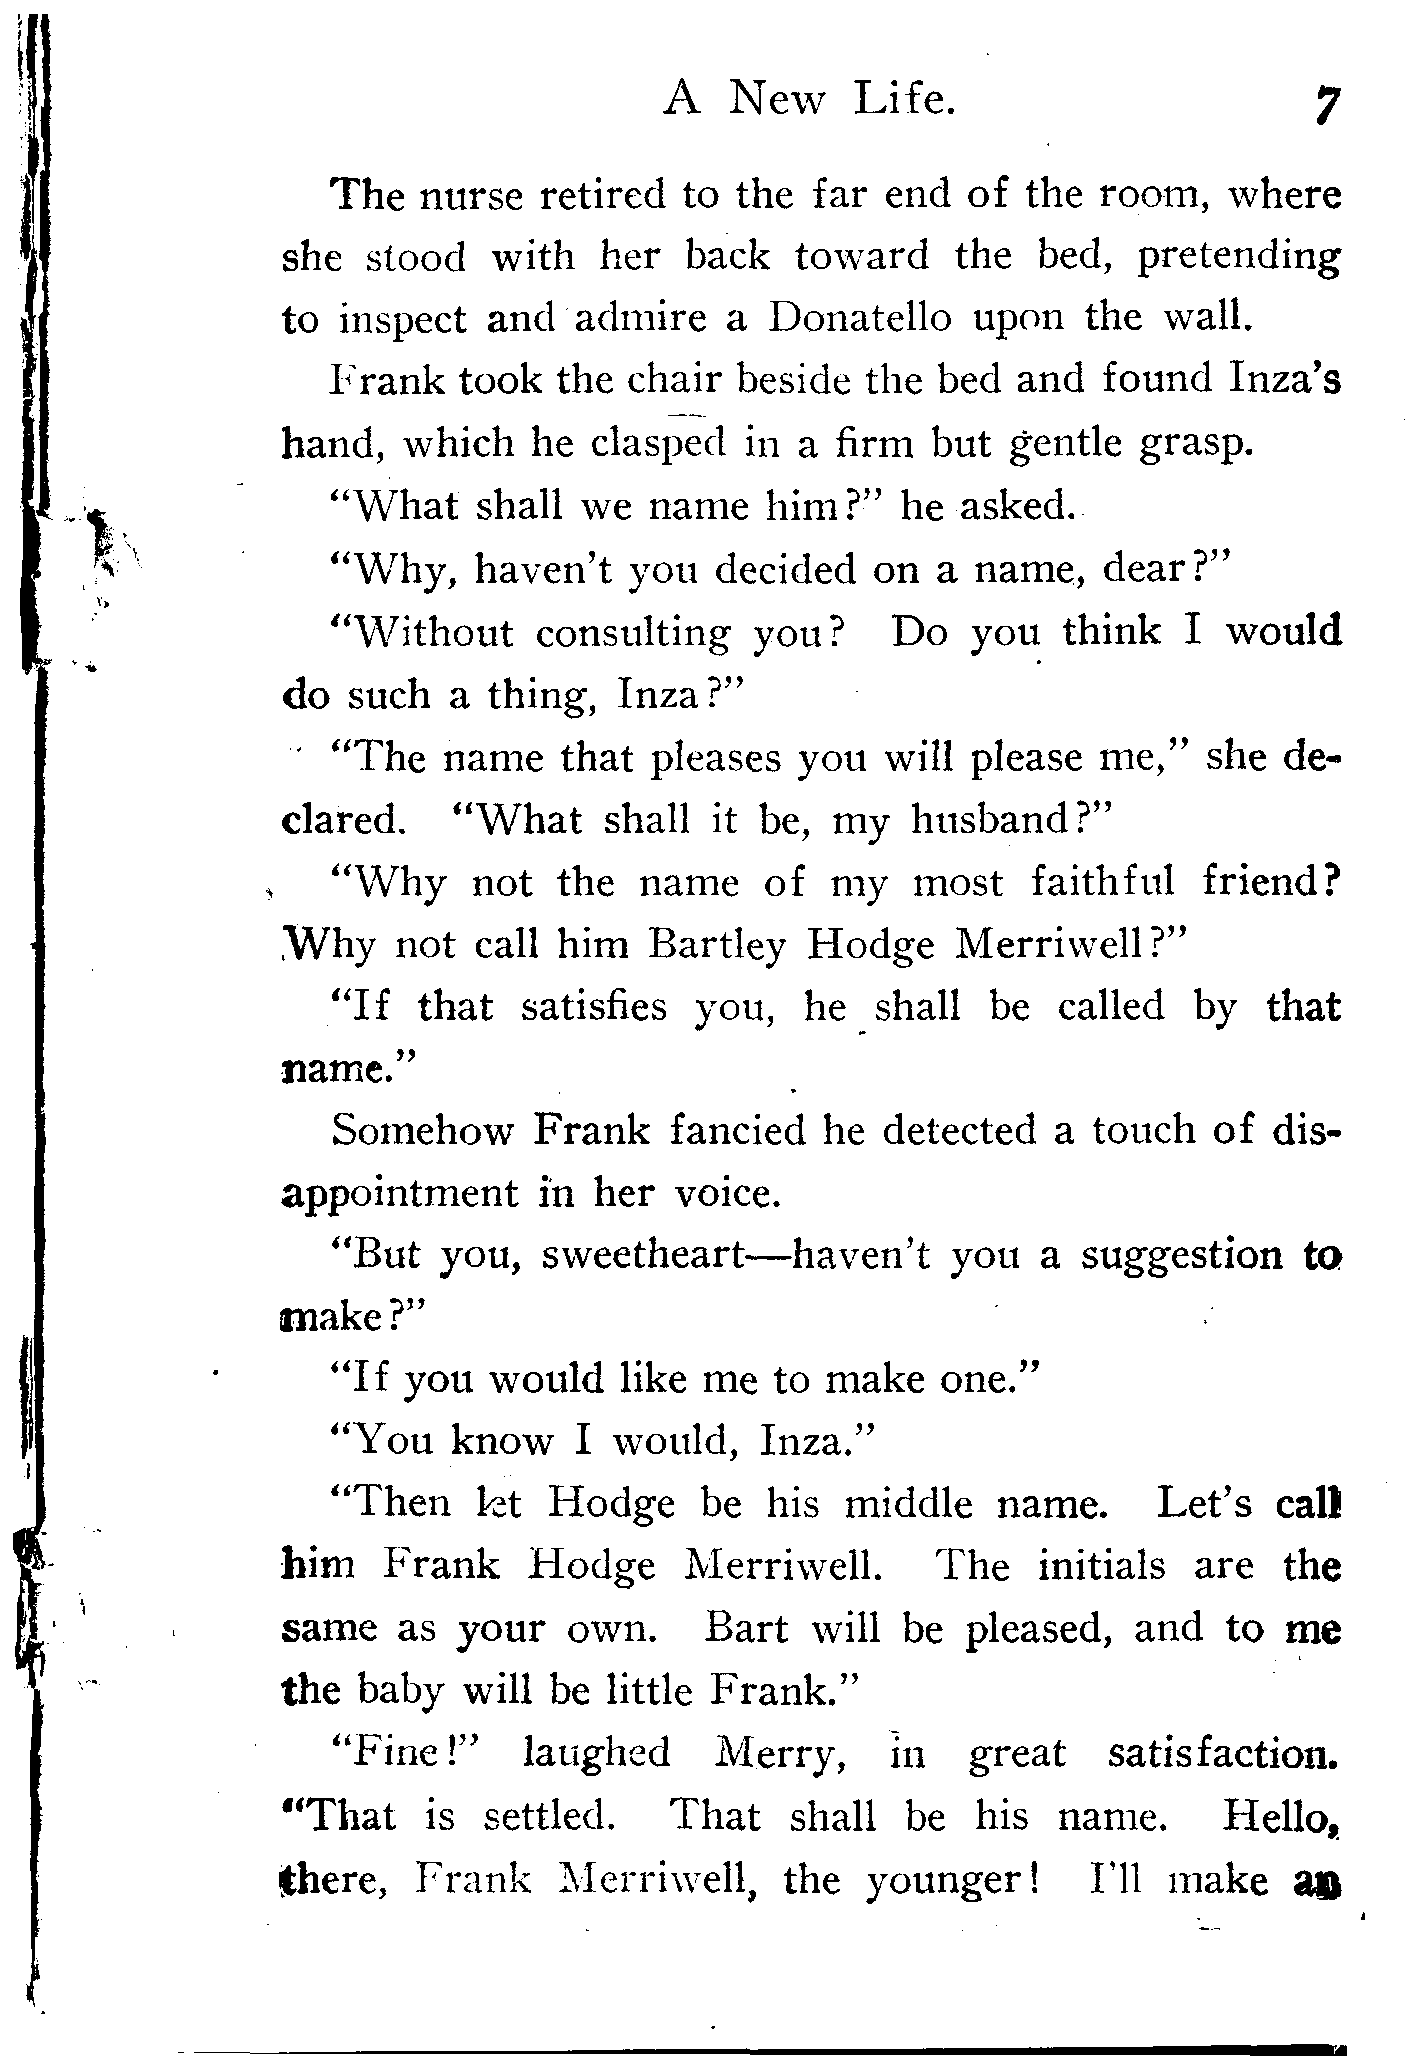 A New Life. 7
The nurse retired to the far end of the room, where
she stood with her back toward the bed, pretending
to inspect and admire a Donatello upon the wall.
Frank took the chair beside the bed and found Inza's
hand, which he clasped in a firm but gentle grasp.
"What shall we name him?" he asked.
"Why, haven't you decided on a name, dear?"
"Without consulting you? Do you think I would
do such a thing, Inza?"
"The name that pleases you will please me," she de-
clared. "What shall it be, my husband?"
"Why not the name of my most faithful friend?
Why not call him Bartley Hodge Merriwell?"
"If that satisfies you, he shall be called by that
name."
Somehow Frank fancied he detected a touch of dis-
appointment in her voice.
"But you, sweetheart—haven't you a suggestion to
make?"
"If you would like me to make one."
"You know I would, Inza."
"Then let Hodge be his middle name. Let's call
him Frank Hodge Merriwell. The initials are the
same as your own. Bart will be pleased, and to me
the baby will be little Frank."
"Fine!" laughed Merry, in great satisfaction.
"That is settled. That shall be his name. Hello,
there, Frank Merriwell, the younger! I'll make an